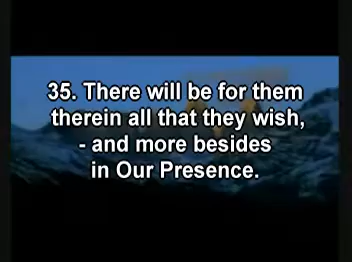 35. There will be for them
therein all that they wish,
- and more besides
in Our Presence.